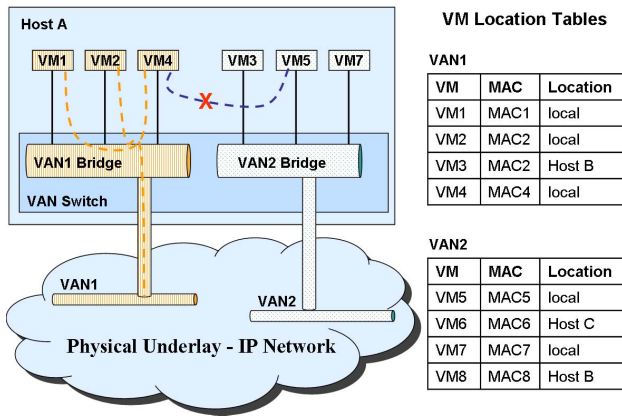 Host A
VM1 VM2 VM4 VM3 VM5 VM7
X
VAN1 Bridge VAN2 Bridge
VAN Switch
VAN1
VAN2
Physical Underlay - IP Network
VM Location Tables
VAN1
VM MAC Location
VM1 MAC1 local
VM2 MAC2 local
VM3 MAC2 Host B
VM4 MAC4 local
VAN2
VM MAC Location
VM5 MAC5 local
VM6 MAC6 Host C
VM7 MAC7 local
VM8 MAC8 Host B